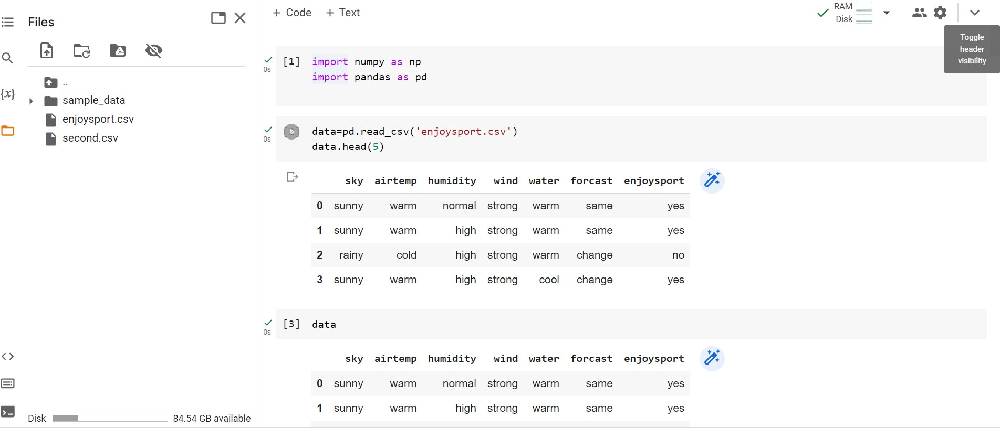 Files
+ Code + Text
RAM
Disk
Toggle
header
visibility
..
sample_data
enjoysport.csv
second.csv
{x}
<>
Disk
84.54 GB available
0s
[1] import numpy as np
import pandas as pd
0s
data=pd.read_csv('enjoysport.csv')
data.head(5)
sky airtemp humidity wind water forcast enjoysport
0 sunny warm normal strong warm same yes
1 sunny warm high strong warm same yes
2 rainy cold high strong warm change no
3 sunny warm high strong cool change yes
0s
[3] data
sky airtemp humidity wind water forcast enjoysport
0 sunny warm normal strong warm same yes
1 sunny warm high strong warm same yes